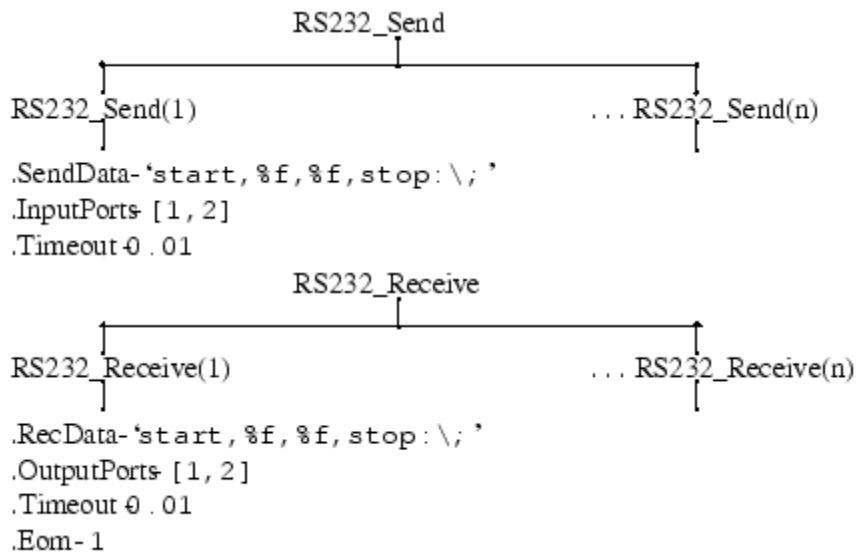 RS232_Send
RS232_Send(1) ... RS232_Send(n)
.SendData-‘start,%f,%f,stop:\;’
.InputPorts-[1,2]
.Timeout-0.01
RS232_Receive
RS232_Receive(1) ... RS232_Receive(n)
.RecData-‘start,%f,%f,stop:\;’
.OutputPorts-[1,2]
.Timeout-0.01
.Eom-1